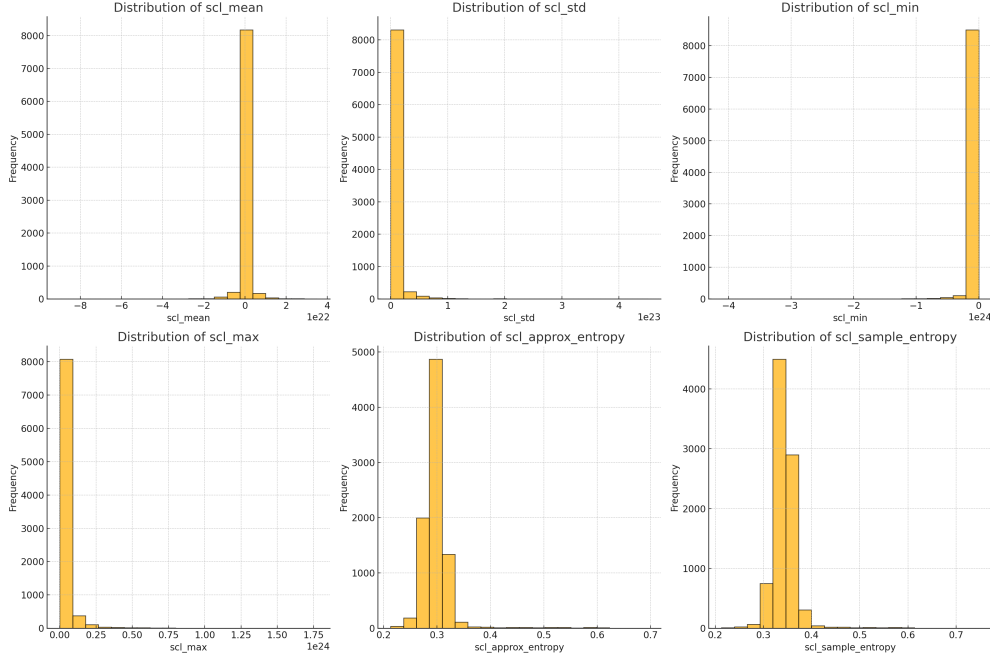 Distribution of scl_mean
Frequency
8000
7000
6000
5000
4000
3000
2000
1000
0
−8 −6 −4 −2 0 2 4
1e22
scl_mean
Distribution of scl_std
Frequency
8000
7000
6000
5000
4000
3000
2000
1000
0
0 1 2 3 4
1e23
scl_std
Distribution of scl_min
Frequency
8000
7000
6000
5000
4000
3000
2000
1000
0
−4 −3 −2 −1 0
1e24
scl_min
Distribution of scl_max
Frequency
8000
7000
6000
5000
4000
3000
2000
1000
0
0.00 0.25 0.50 0.75 1.00 1.25 1.50 1.75
1e24
scl_max
Distribution of scl_approx_entropy
Frequency
5000
4000
3000
2000
1000
0
0.2 0.3 0.4 0.5 0.6 0.7
scl_approx_entropy
Distribution of scl_sample_entropy
Frequency
4000
3000
2000
1000
0
0.2 0.3 0.4 0.5 0.6 0.7
scl_sample_entropy